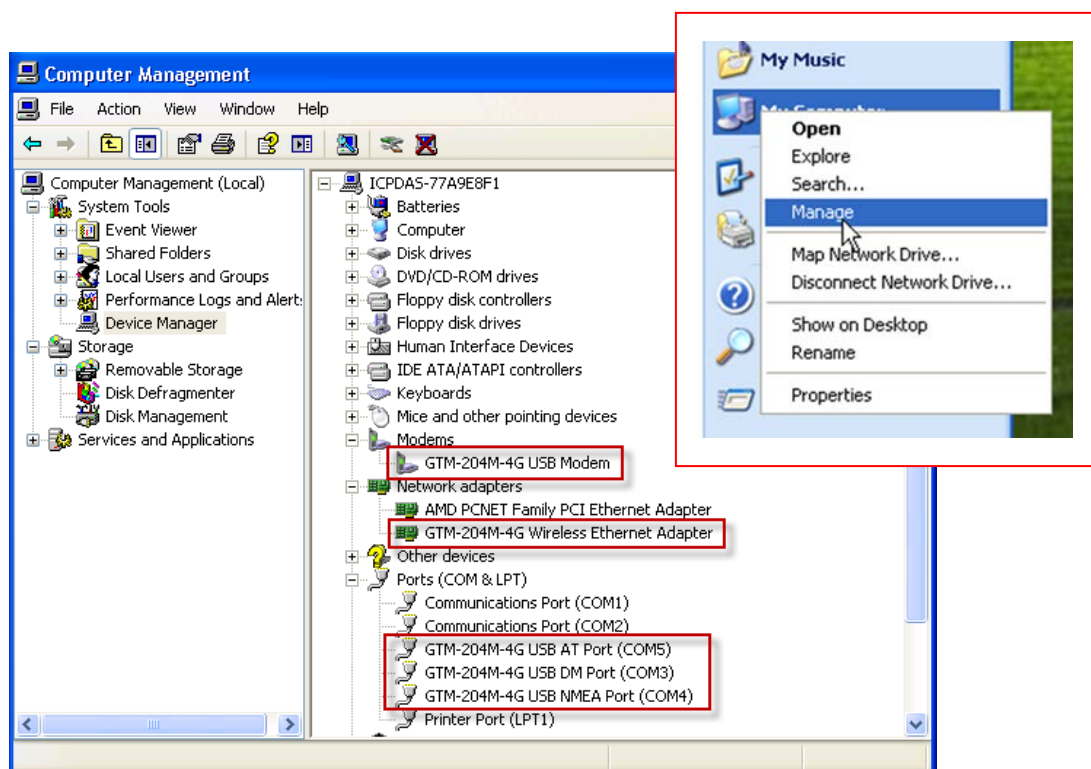 Computer Management
File Action View Window Help
Computer Management (Local)
System Tools
Event Viewer
Shared Folders
Local Users and Groups
Performance Logs and Alert:
Device Manager
Storage
Removable Storage
Disk Defragmenter
Disk Management
Services and Applications
ICPDAS-77A9E8F1
Batteries
Computer
Disk drives
DVD/CD-ROM drives
Floppy disk controllers
Floppy disk drives
Human Interface Devices
IDE ATA/ATAPI controllers
Keyboards
Mice and other pointing devices
Modems
GTM-204M-4G USB Modem
Network adapters
AMD PCNET Family PCI Ethernet Adapter
GTM-204M-4G Wireless Ethernet Adapter
Other devices
Ports (COM & LPT)
Communications Port (COM1)
Communications Port (COM2)
GTM-204M-4G USB AT Port (COM5)
GTM-204M-4G USB DM Port (COM3)
GTM-204M-4G USB NMEA Port (COM4)
Printer Port (LPT1)
My Music
My Computer
Open
Explore
Search...
Manage
Map Network Drive...
Disconnect Network Drive...
Show on Desktop
Rename
Properties